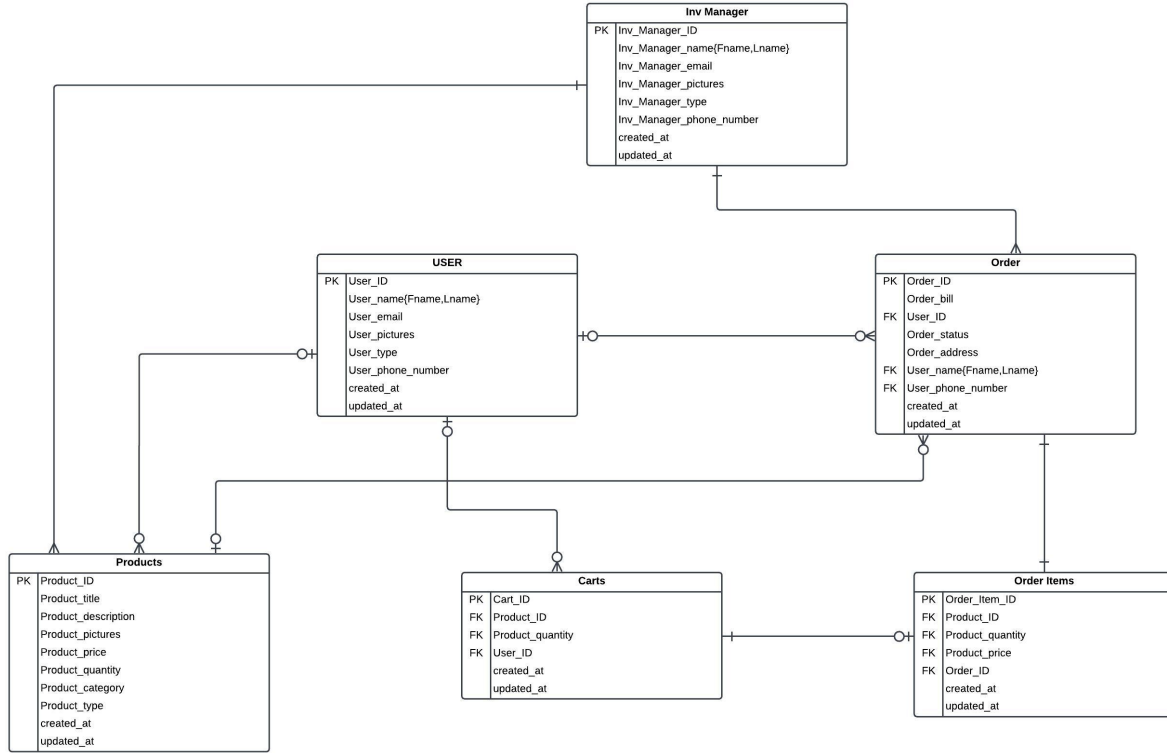 Inv Manager
PK Inv_Manager_ID
Inv_Manager_name{Fname,Lname}
Inv_Manager_email
Inv_Manager_pictures
Inv_Manager_type
Inv_Manager_phone_number
created_at
updated_at
USER
PK User_ID
User_name{Fname,Lname}
User_email
User_pictures
User_type
User_phone_number
created_at
updated_at
Order
PK Order_ID
Order_bill
FK User_ID
Order_status
Order_address
FK User_name{Fname,Lname}
FK User_phone_number
created_at
updated_at
Products
PK Product_ID
Product_title
Product_description
Product_pictures
Product_price
Product_quantity
Product_category
Product_type
created_at
updated_at
Carts
PK Cart_ID
FK Product_ID
FK Product_quantity
FK User_ID
created_at
updated_at
Order Items
PK Order_Item_ID
FK Product_ID
FK Product_quantity
FK Product_price
FK Order_ID
created_at
updated_at